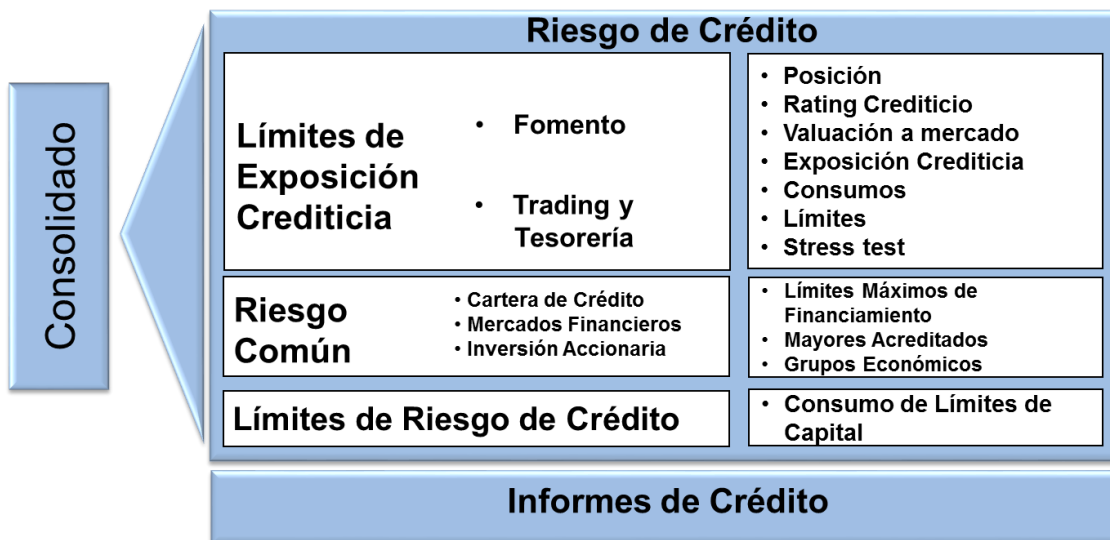 Consolidado
Riesgo de Crédito
Límites de
Exposición
Crediticia
• Fomento
• Trading y
Tesorería
• Posición
• Rating Crediticio
• Valuación a mercado
• Exposición Crediticia
• Consumos
• Límites
• Stress test
Riesgo
Común
• Cartera de Crédito
• Mercados Financieros
• Inversión Accionaria
• Límites Máximos de
Financiamiento
• Mayores Acreditados
• Grupos Económicos
Límites de Riesgo de Crédito
• Consumo de Límites de
Capital
Informes de Crédito